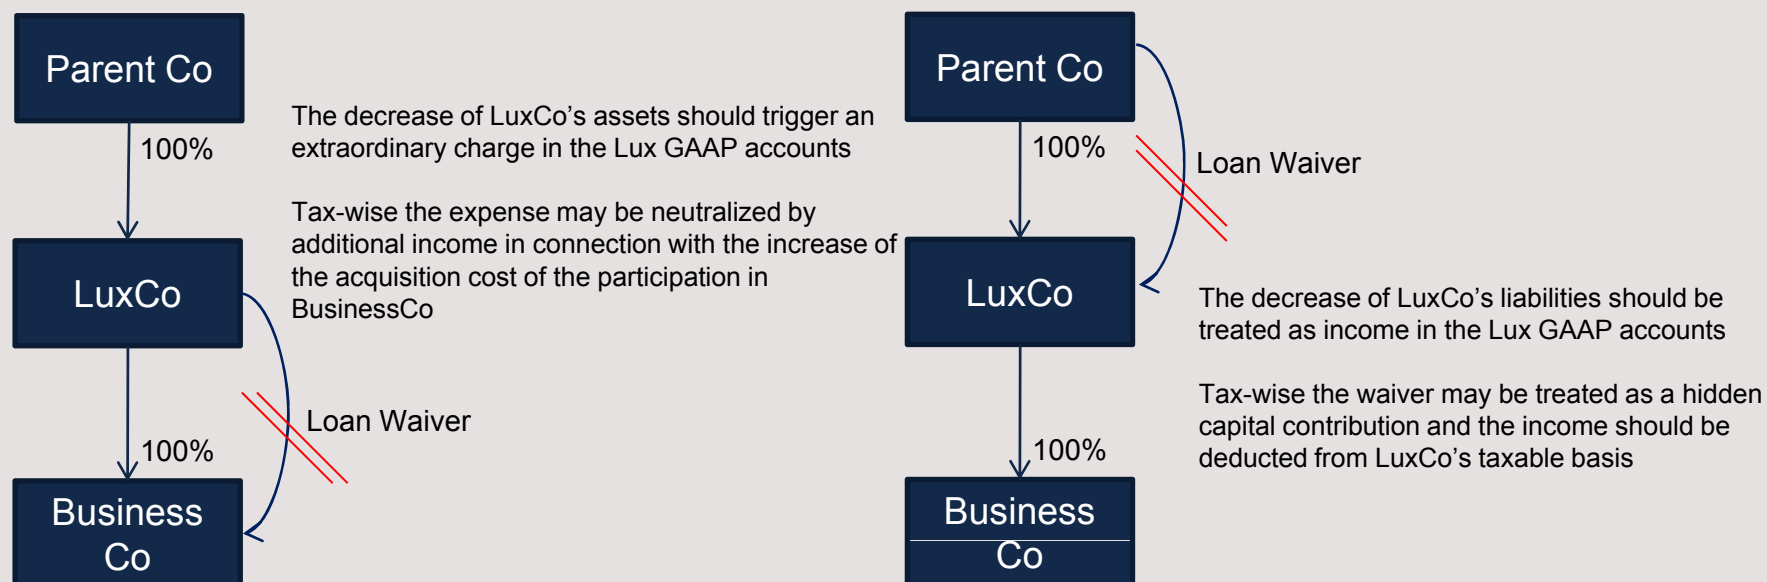 Parent Co
100%
The decrease of LuxCo's assets should trigger an
extraordinary charge in the Lux GAAP accounts
Tax-wise the expense may be neutralized by
additional income in connection with the increase of
the acquisition cost of the participation in
BusinessCo
LuxCo
Loan Waiver
100%
Business
Co
Parent Co
100%
Loan Waiver
LuxCo
The decrease of LuxCo's liabilities should be
treated as income in the Lux GAAP accounts
Tax-wise the waiver may be treated as a hidden
capital contribution and the income should be
deducted from LuxCo's taxable basis
100%
Business
Co